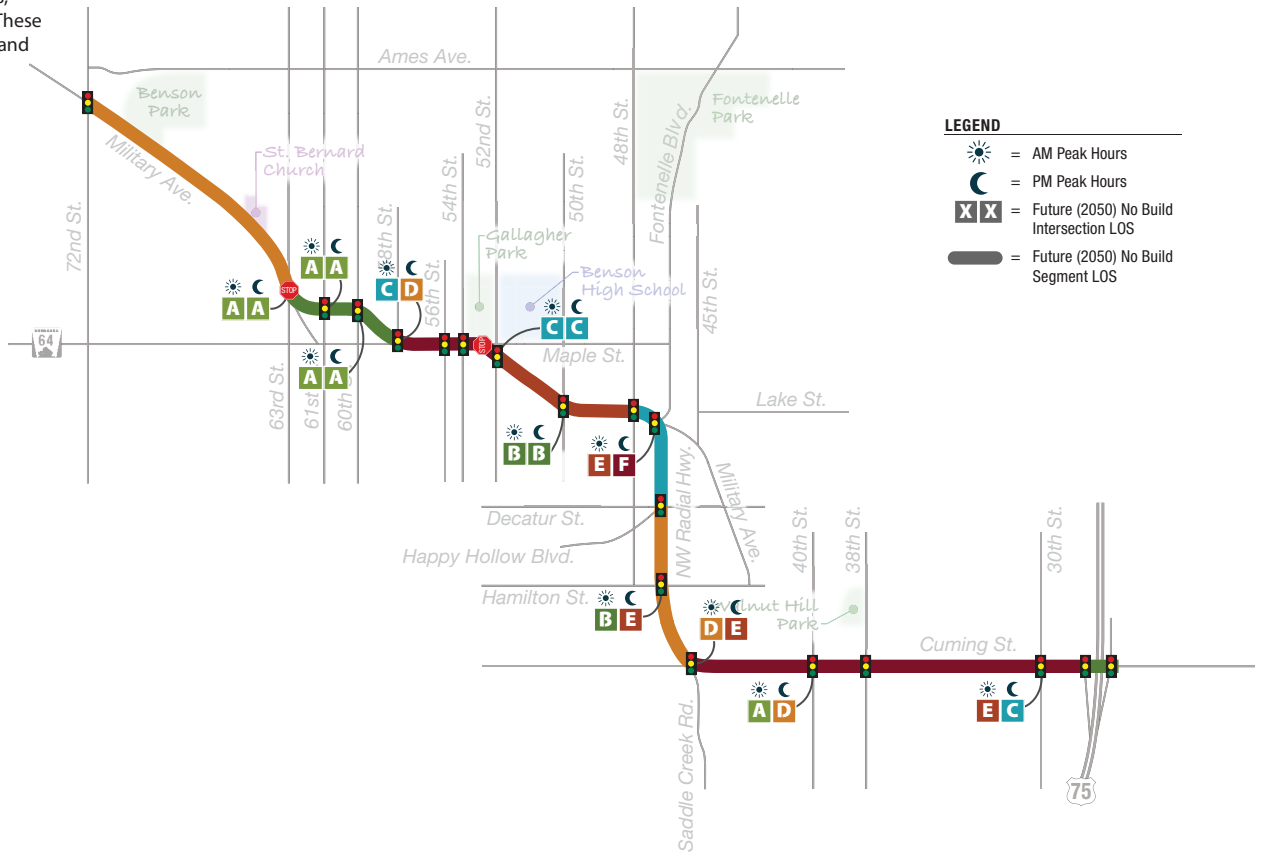 These
and
Ames Ave.
Benson
Park
Fontenelle
Park
Military Ave.
St. Bernard
Church
72nd St.
52nd St.
54th St.
48th St.
50th St.
Fontenelle Blvd.
LEGEND
= AM Peak Hours
= PM Peak Hours
X X = Future (2050) No Build
Intersection LOS
= Future (2050) No Build
Segment LOS
Gallagher
Park
Benson
High School
A A
A A
8th St.
C D
56th St.
45th St.
STOP
C C
64
STOP
Maple St.
A A
63rd St.
61st
60th
Lake St.
B B
E F
NW Radial Hwy.
Military Ave.
Decatur St.
Happy Hollow Blvd.
40th St.
38th St.
30th St.
Hamilton St.
B E
D E
Walnut Hill
Park
Cuming St.
A D
E C
Saddle Creek Rd.
75